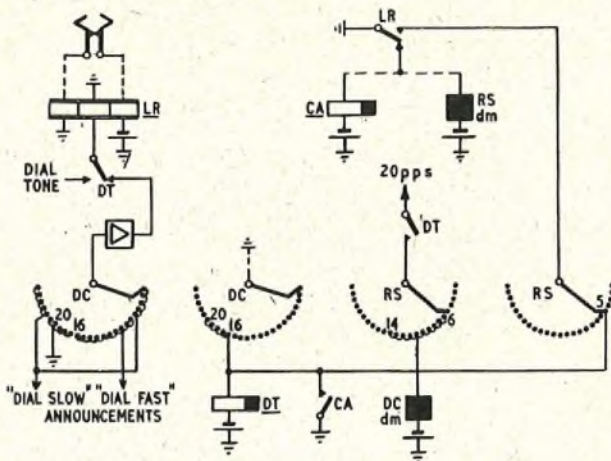 LR
LR
CA
RS
dm
DIAL
TONE
DT
20pps
DT
DC
20
16
DC
20
16
RS
14
6
RS
5
"DIAL SLOW" "DIAL FAST"
ANNOUNCEMENTS
DT
CA
DC
dm